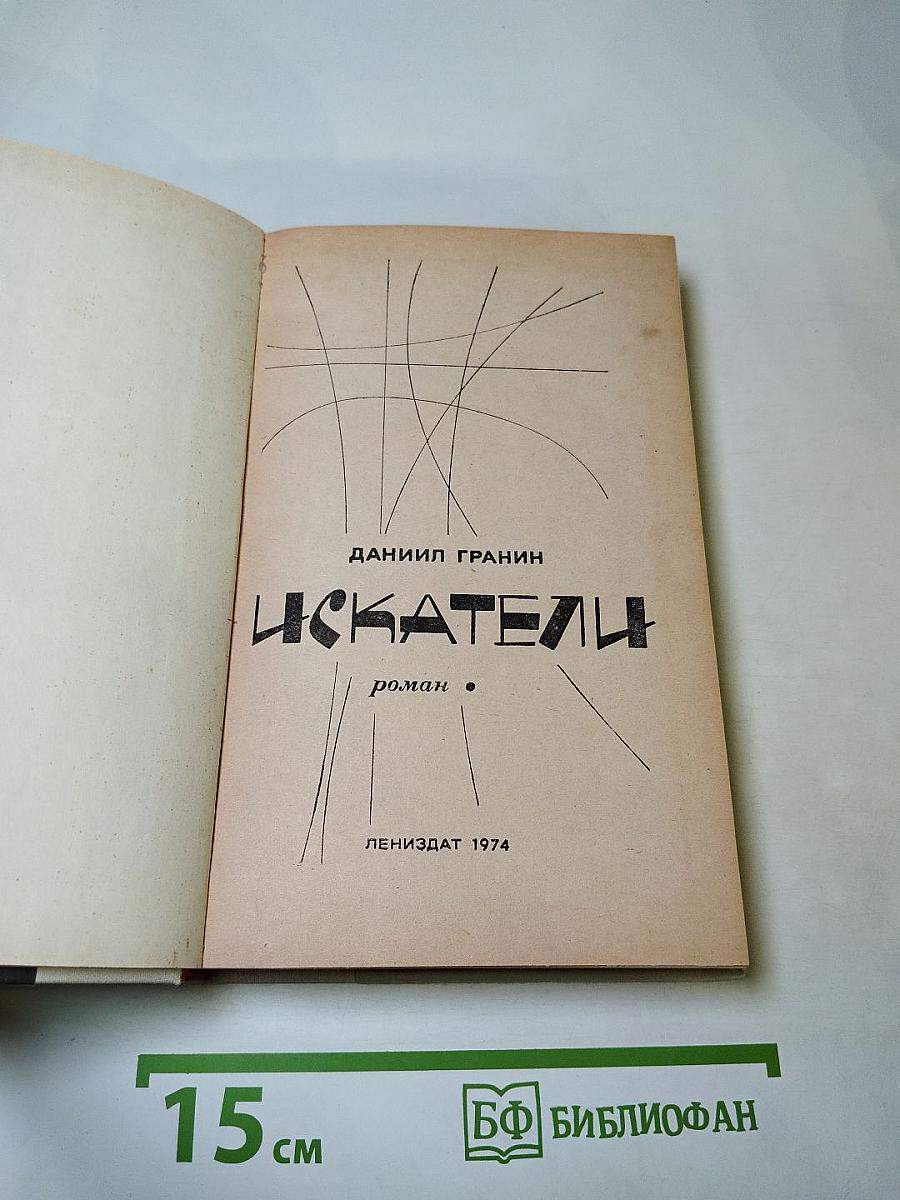 ДАНИИЛ ГРАНИН
ИСКАТЕЛИ
роман •
ЛЕНИЗДАТ 1974
15 см
БФ БИБЛИОФАН